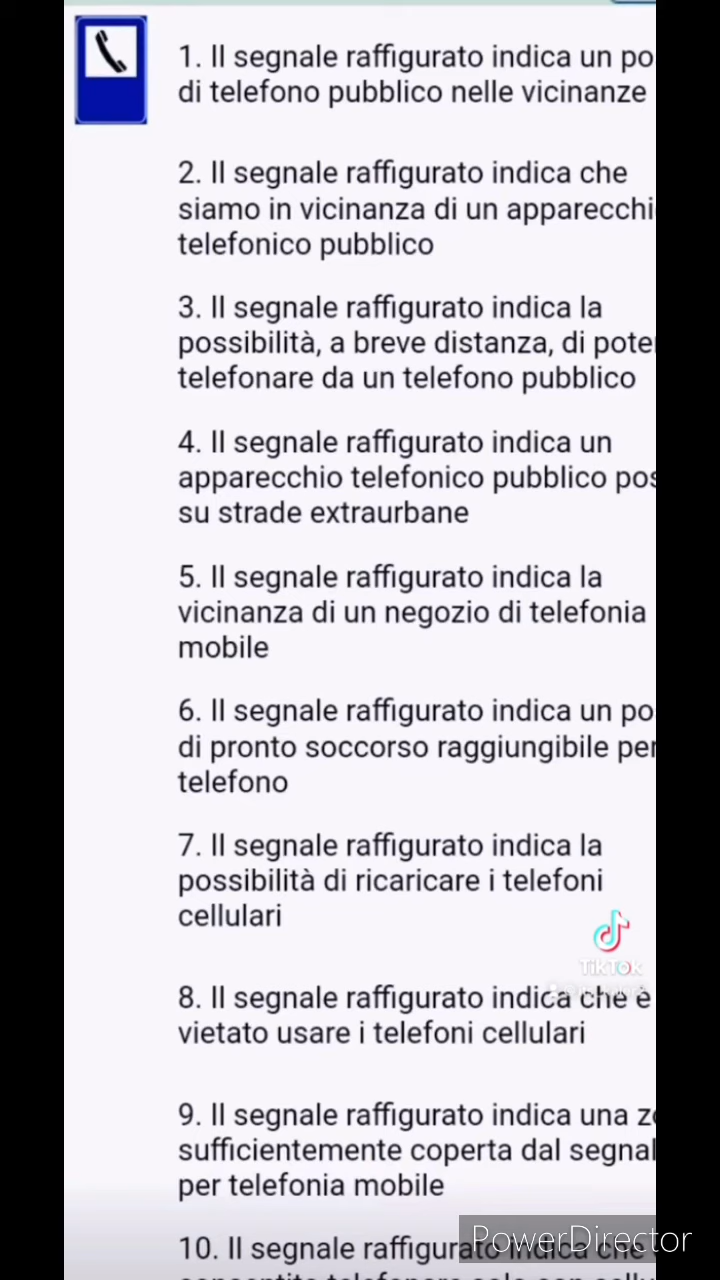 1. Il segnale raffigurato indica un po
di telefono pubblico nelle vicinanze
2. Il segnale raffigurato indica che
siamo in vicinanza di un apparecchi
telefonico pubblico
3. Il segnale raffigurato indica la
possibilità, a breve distanza, di poter
telefonare da un telefono pubblico
4. Il segnale raffigurato indica un
apparecchio telefonico pubblico pos
su strade extraurbane
5. Il segnale raffigurato indica la
vicinanza di un negozio di telefonia
mobile
6. Il segnale raffigurato indica un po
di pronto soccorso raggiungibile per
telefono
7. Il segnale raffigurato indica la
possibilità di ricaricare i telefoni
cellulari
TikTok
8. Il segnale raffigurato indica che è
vietato usare i telefoni cellulari
9. Il segnale raffigurato indica una zo
sufficientemente coperta dal segnal
per telefonia mobile
10. Il segnale raffigurato indica che
PowerDirector